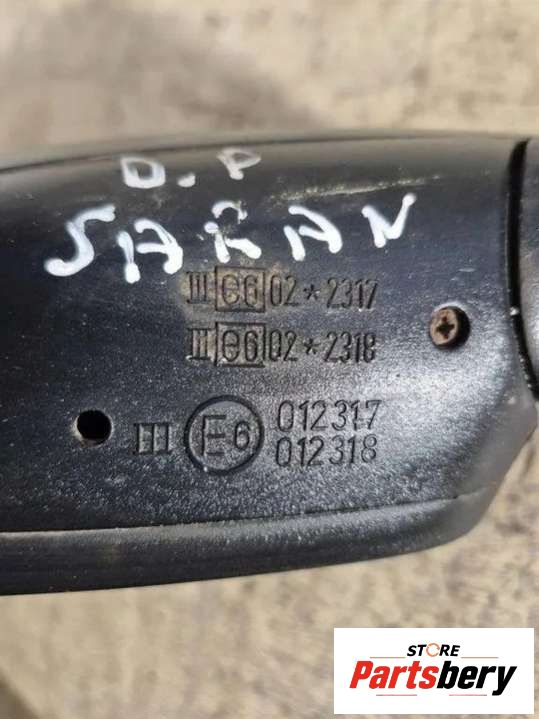 D.P
SARAN
III e6 02*2317
II e6 02*2318
III E6 012317
012318
STORE
Partsbery